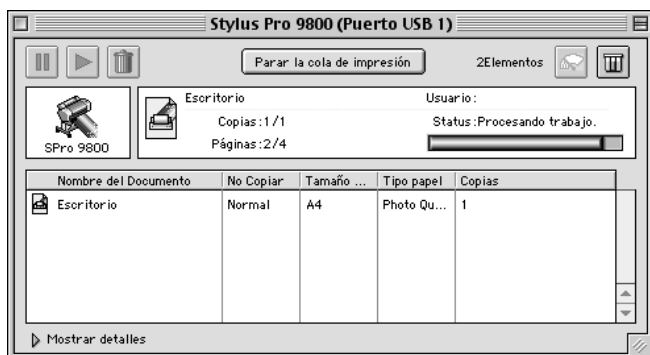 Stylus Pro 9800 (Puerto USB 1)
Parar la cola de impresión
2Elementos
SPro 9800
Escritorio
Usuario:
Copias:1/1
Status:Procesando trabajo.
Páginas:2/4
Nombre del Documento No Copiar Tamaño ... Tipo papel Copias
Escritorio Normal A4 Photo Qu... 1
Mostrar detalles